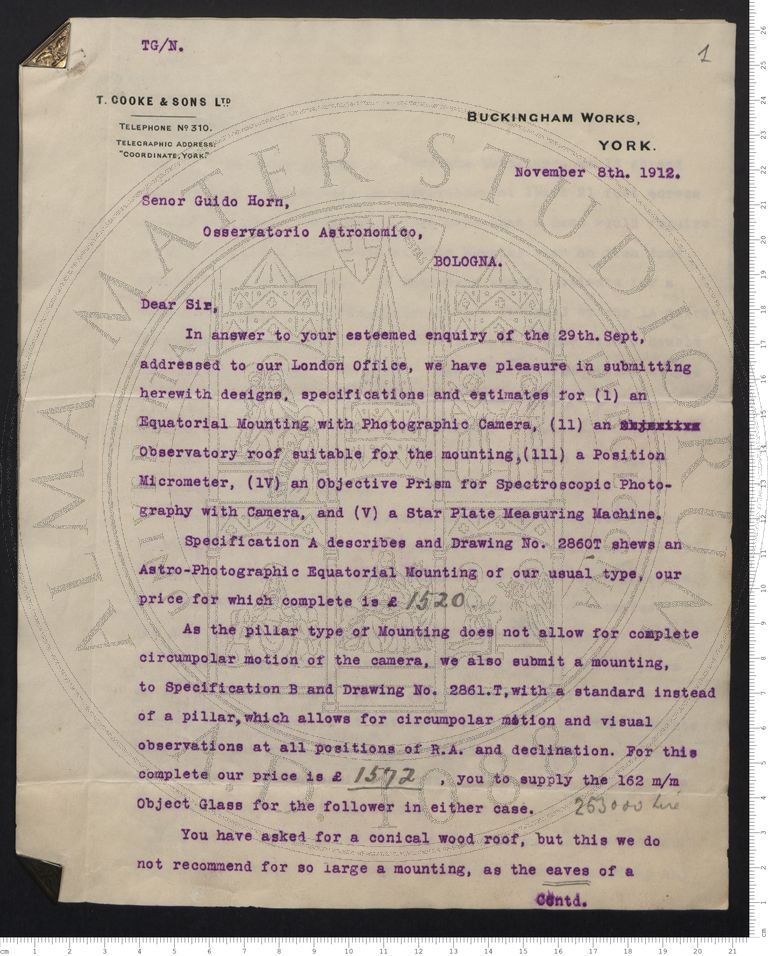 TG/N.
1
T. COOKE & SONS LTD
TELEPHONE No 310.
TELEGRAPHIC ADDRESS:
"COORDINATE, YORK."
BUCKINGHAM WORKS,
YORK.
November 8th. 1912.
Senor Guido Horn,
Osservatorio Astronomico,
BOLOGNA.
Dear Sir,
In answer to your esteemed enquiry of the 29th. Sept,
addressed to our London Office, we have pleasure in submitting
herewith designs, specifications and estimates for (1) an
Equatorial Mounting with Photographic Camera, (11) an
Observatory roof suitable for the mounting,(111) a Position
Micrometer, (1V) an Objective Prism for Spectroscopic Photo-
graphy with Camera, and (V) a Star Plate Measuring Machine.
Specification A describes and Drawing No. 2860T shews an
Astro-Photographic Equatorial Mounting of our usual type, our
price for which complete is £ 1520.
As the pillar type of Mounting does not allow for complete
circumpolar motion of the camera, we also submit a mounting,
to Specification B and Drawing No. 2861.T,with a standard instead
of a pillar,which allows for circumpolar motion and visual
observations at all positions of R.A. and declination. For this
complete our price is £ 1572 , you to supply the 162 m/m
Object Glass for the follower in either case. 253000 lire
You have asked for a conical wood roof, but this we do
not recommend for so large a mounting, as the eaves of a
Contd.
ALMA MATER STUDIORUM
A.D. 1088